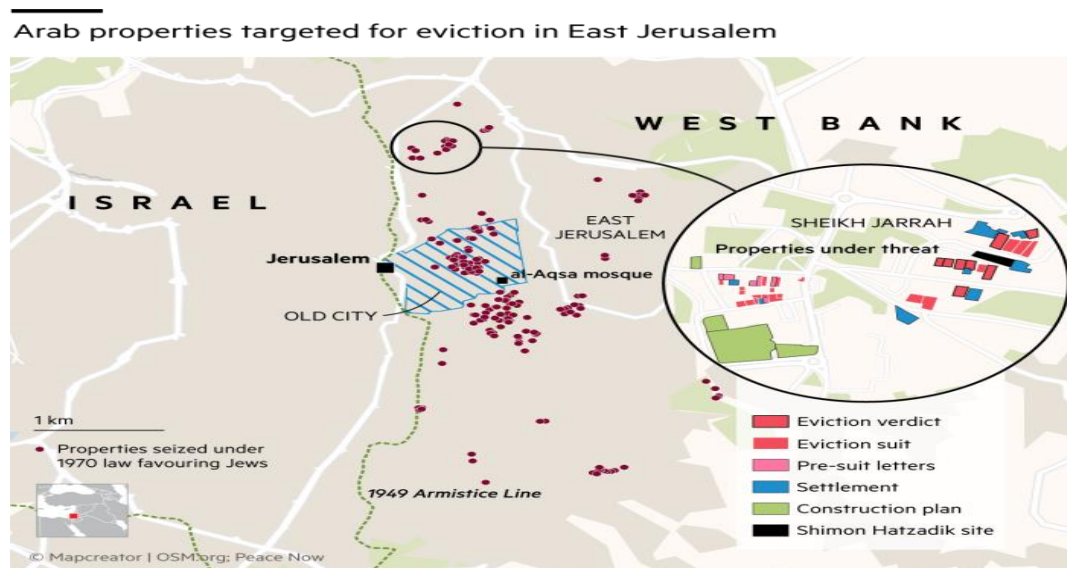 Arab properties targeted for eviction in East Jerusalem
WEST BANK
ISRAEL
EAST
JERUSALEM
SHEIKH JARRAH
Properties under threat
Jerusalem
al-Aqsa mosque
OLD CITY
1 km
Properties seized under
1970 law favouring Jews
1949 Armistice Line
Eviction verdict
Eviction suit
Pre-suit letters
Settlement
Construction plan
Shimon Hatzadik site
© Mapcreator | OSM.org; Peace Now